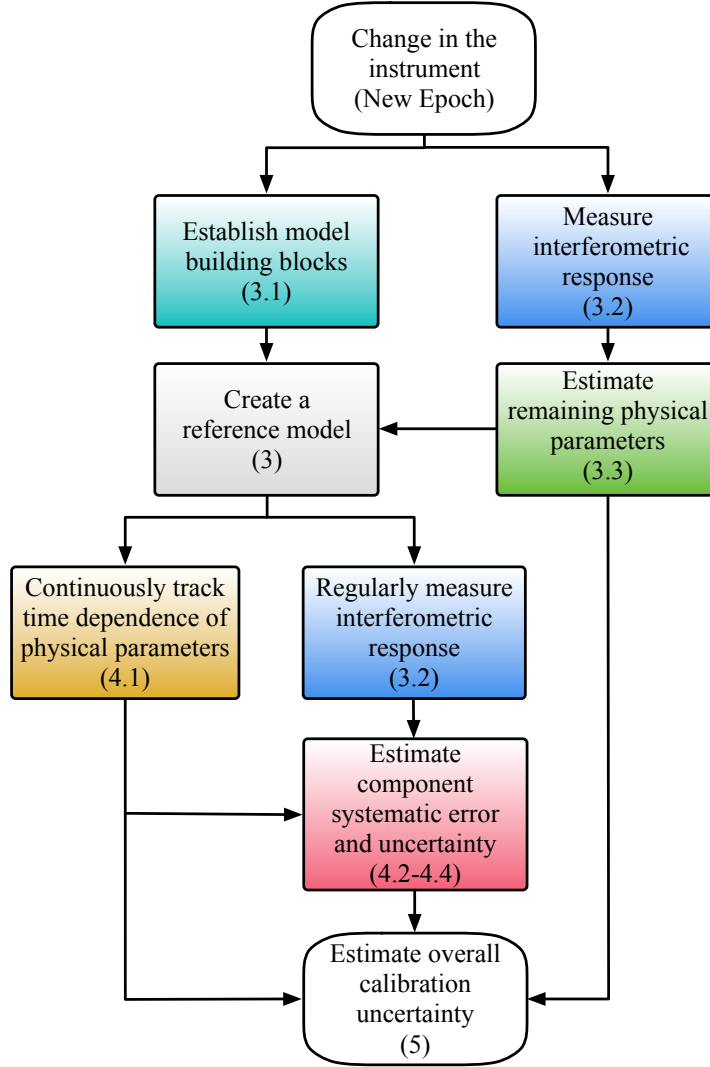 Change in the
instrument
(New Epoch)
Establish model
building blocks
(3.1)
Measure
interferometric
response
(3.2)
Create a
reference model
(3)
Estimate
remaining physical
parameters
(3.3)
Continuously track
time dependence of
physical parameters
(4.1)
Regularly measure
interferometric
response
(3.2)
Estimate
component
systematic error
and uncertainty
(4.2-4.4)
Estimate overall
calibration
uncertainty
(5)